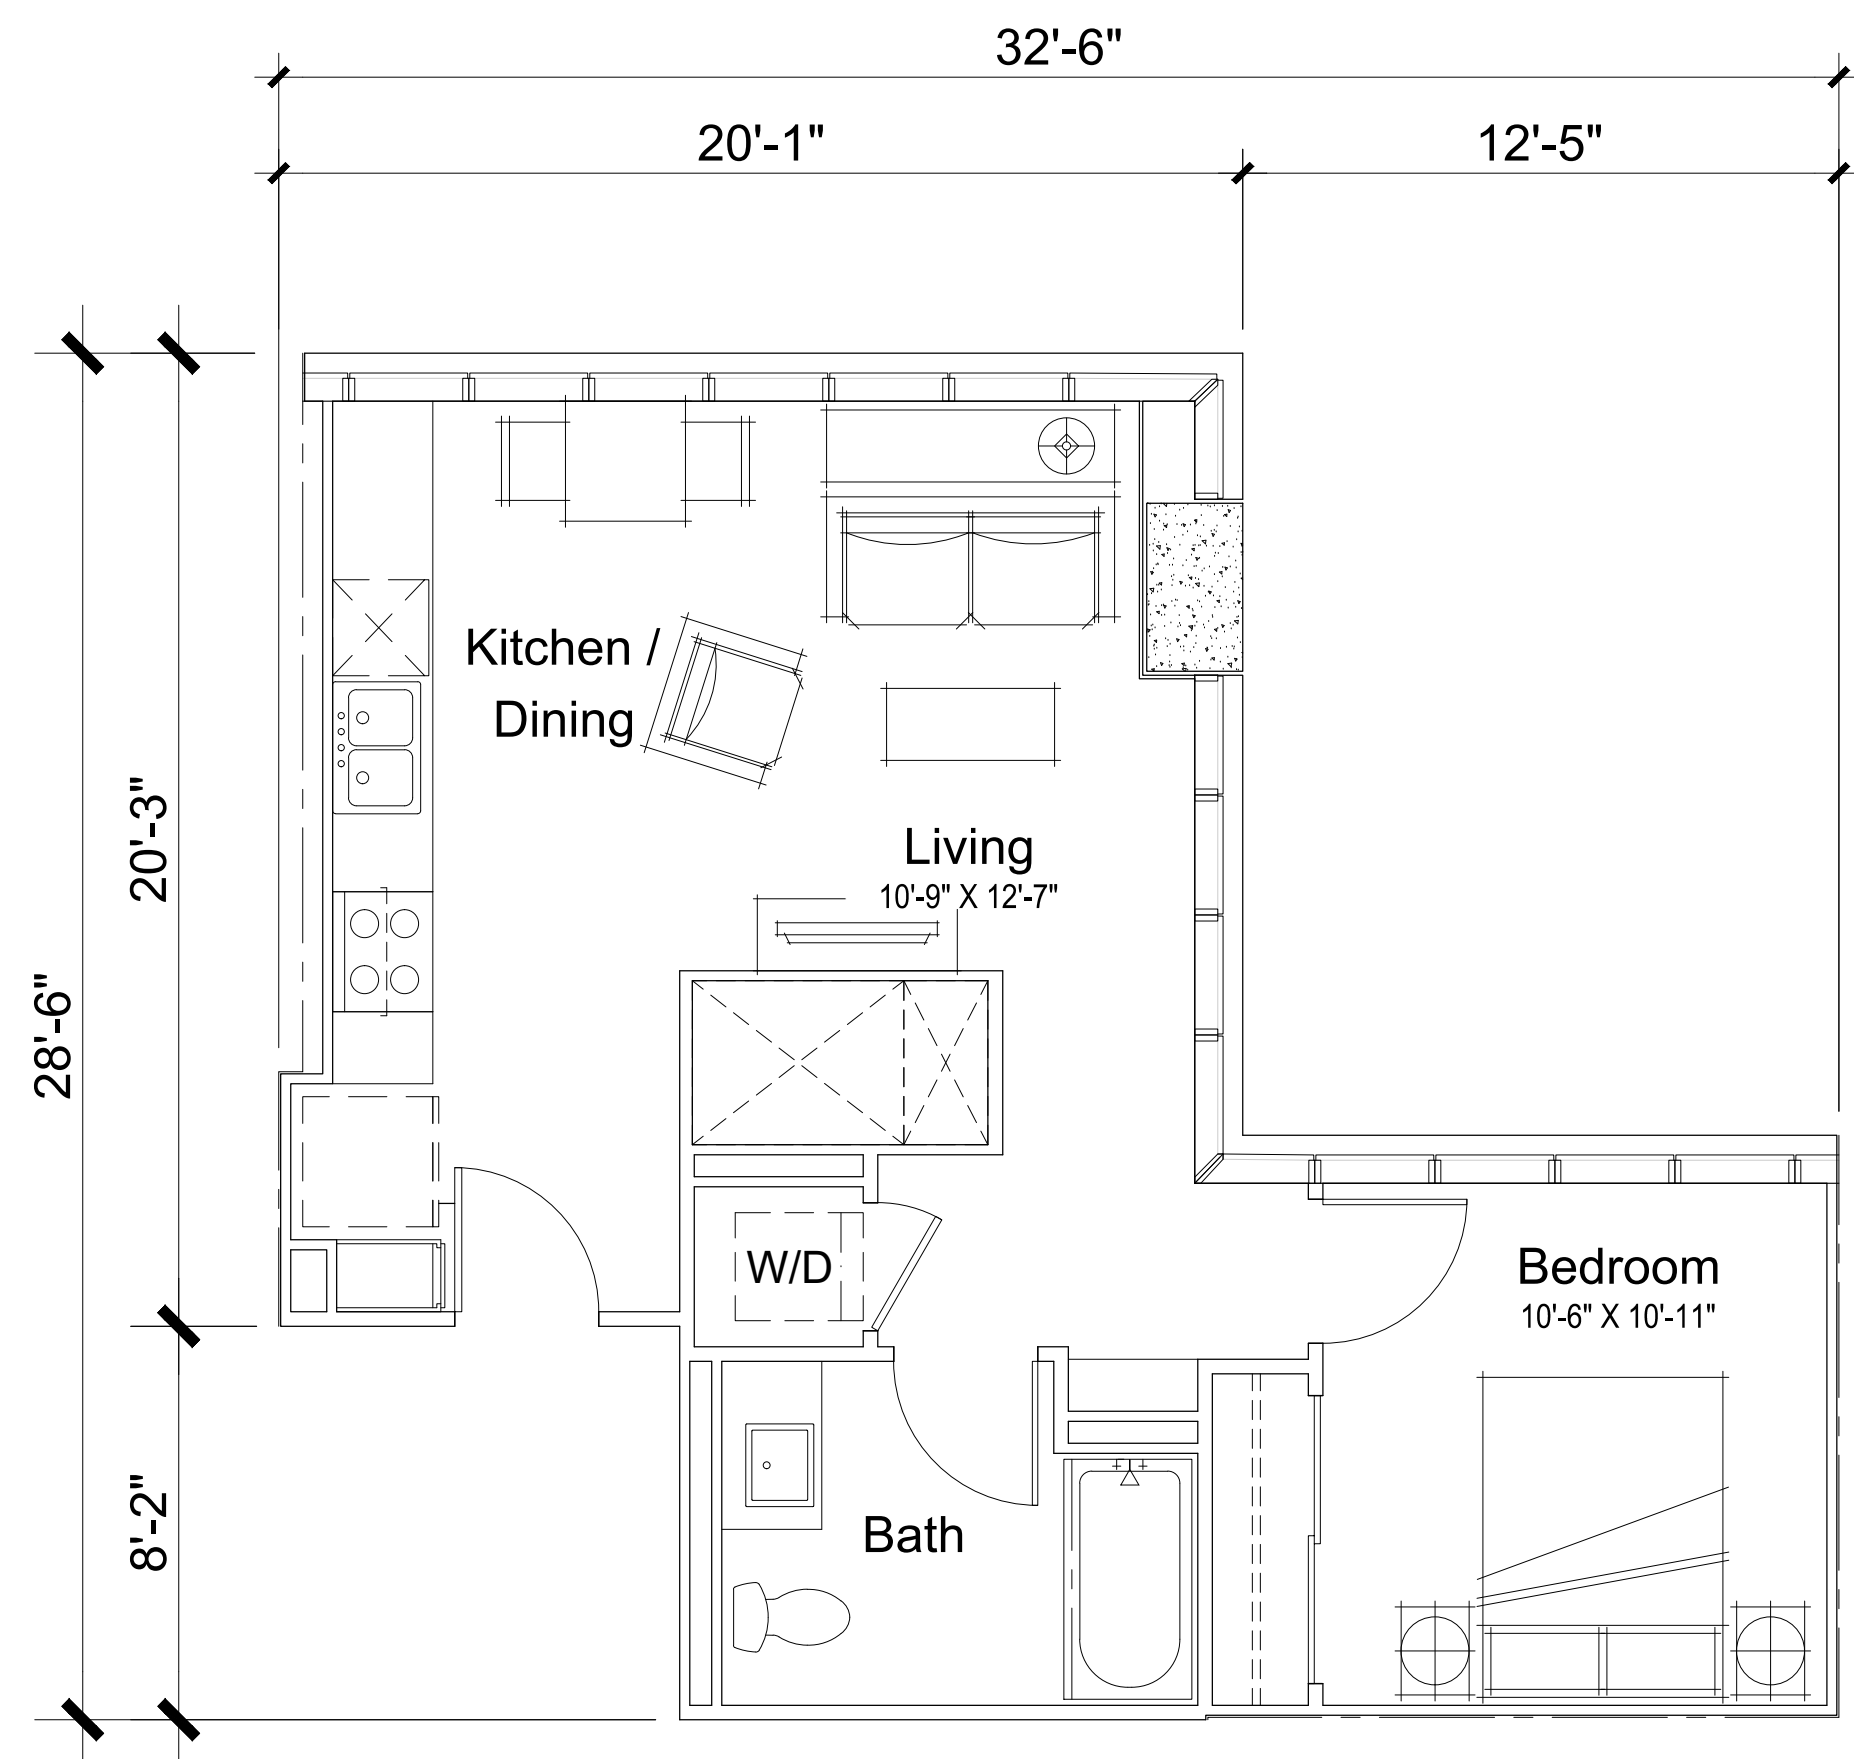 32'-6"
20'-1"
12'-5"
Kitchen /
Dining
20'-3"
Living
10'-9" X 12'-7"
28'-6"
W/D
Bedroom
10'-6" X 10'-11"
8'-2"
Bath